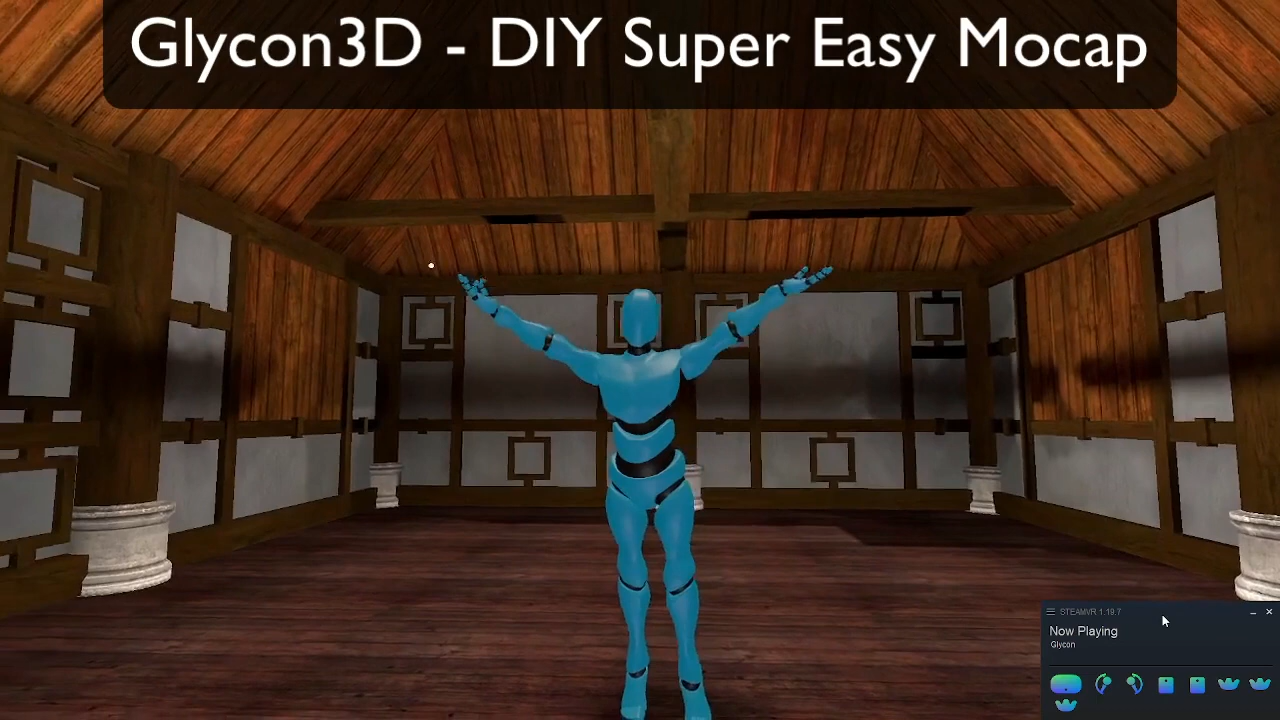 Glycon3D - DIY Super Easy Mocap
STEAMVR 1.19.7
Now Playing
Glycon